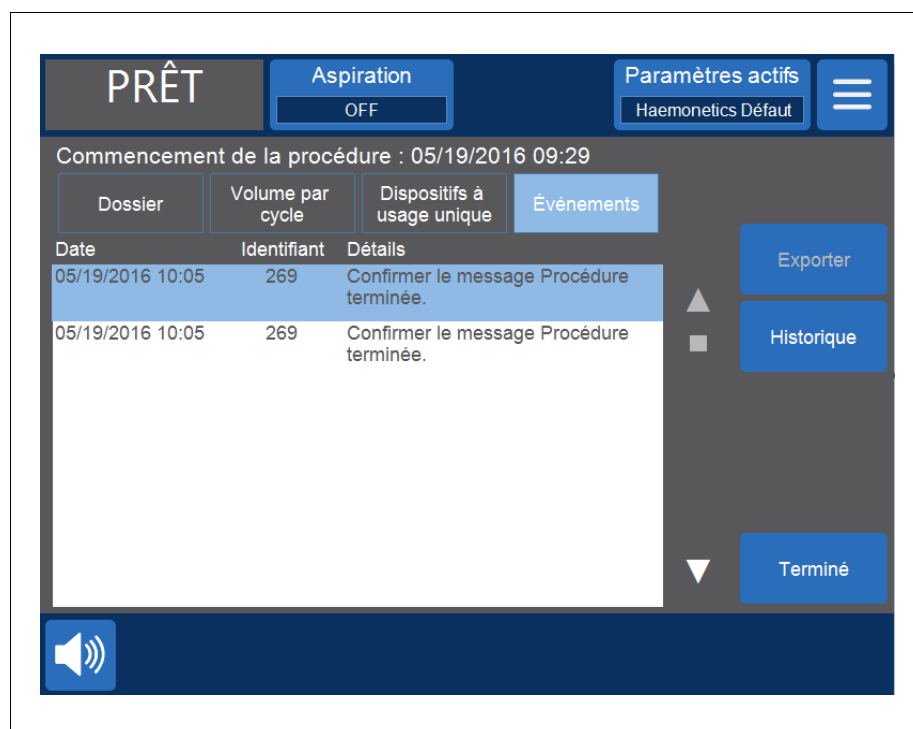 PRÊT
Aspiration
OFF
Paramètres actifs
Haemonetics Défaut
Commencement de la procédure : 05/19/2016 09:29
Dossier
Volume par
cycle
Dispositifs à
usage unique
Événements
Date Identifiant Détails
05/19/2016 10:05 269 Confirmer le message Procédure
terminée.
05/19/2016 10:05 269 Confirmer le message Procédure
terminée.
Exporter
Historique
Terminé